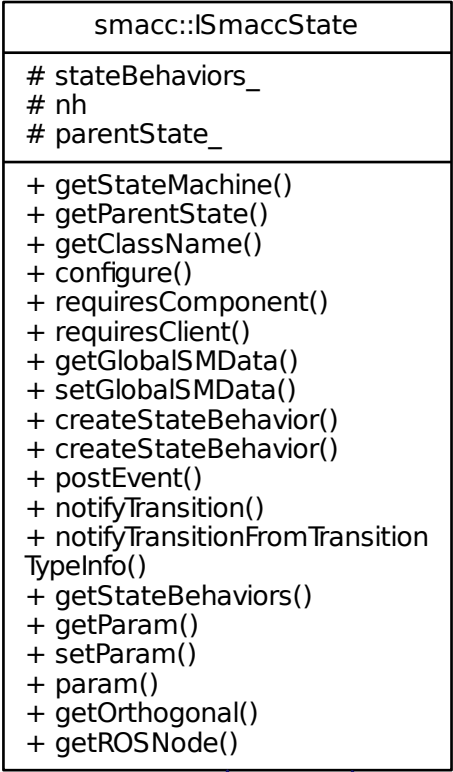 smacc::ISmaccState
# stateBehaviors_
# nh
# parentState_
+ getStateMachine()
+ getParentState()
+ getClassName()
+ configure()
+ requiresComponent()
+ requiresClient()
+ getGlobalSMData()
+ setGlobalSMData()
+ createStateBehavior()
+ createStateBehavior()
+ postEvent()
+ notifyTransition()
+ notifyTransitionFromTransition
TypeInfo()
+ getStateBehaviors()
+ getParam()
+ setParam()
+ param()
+ getOrthogonal()
+ getROSNode()